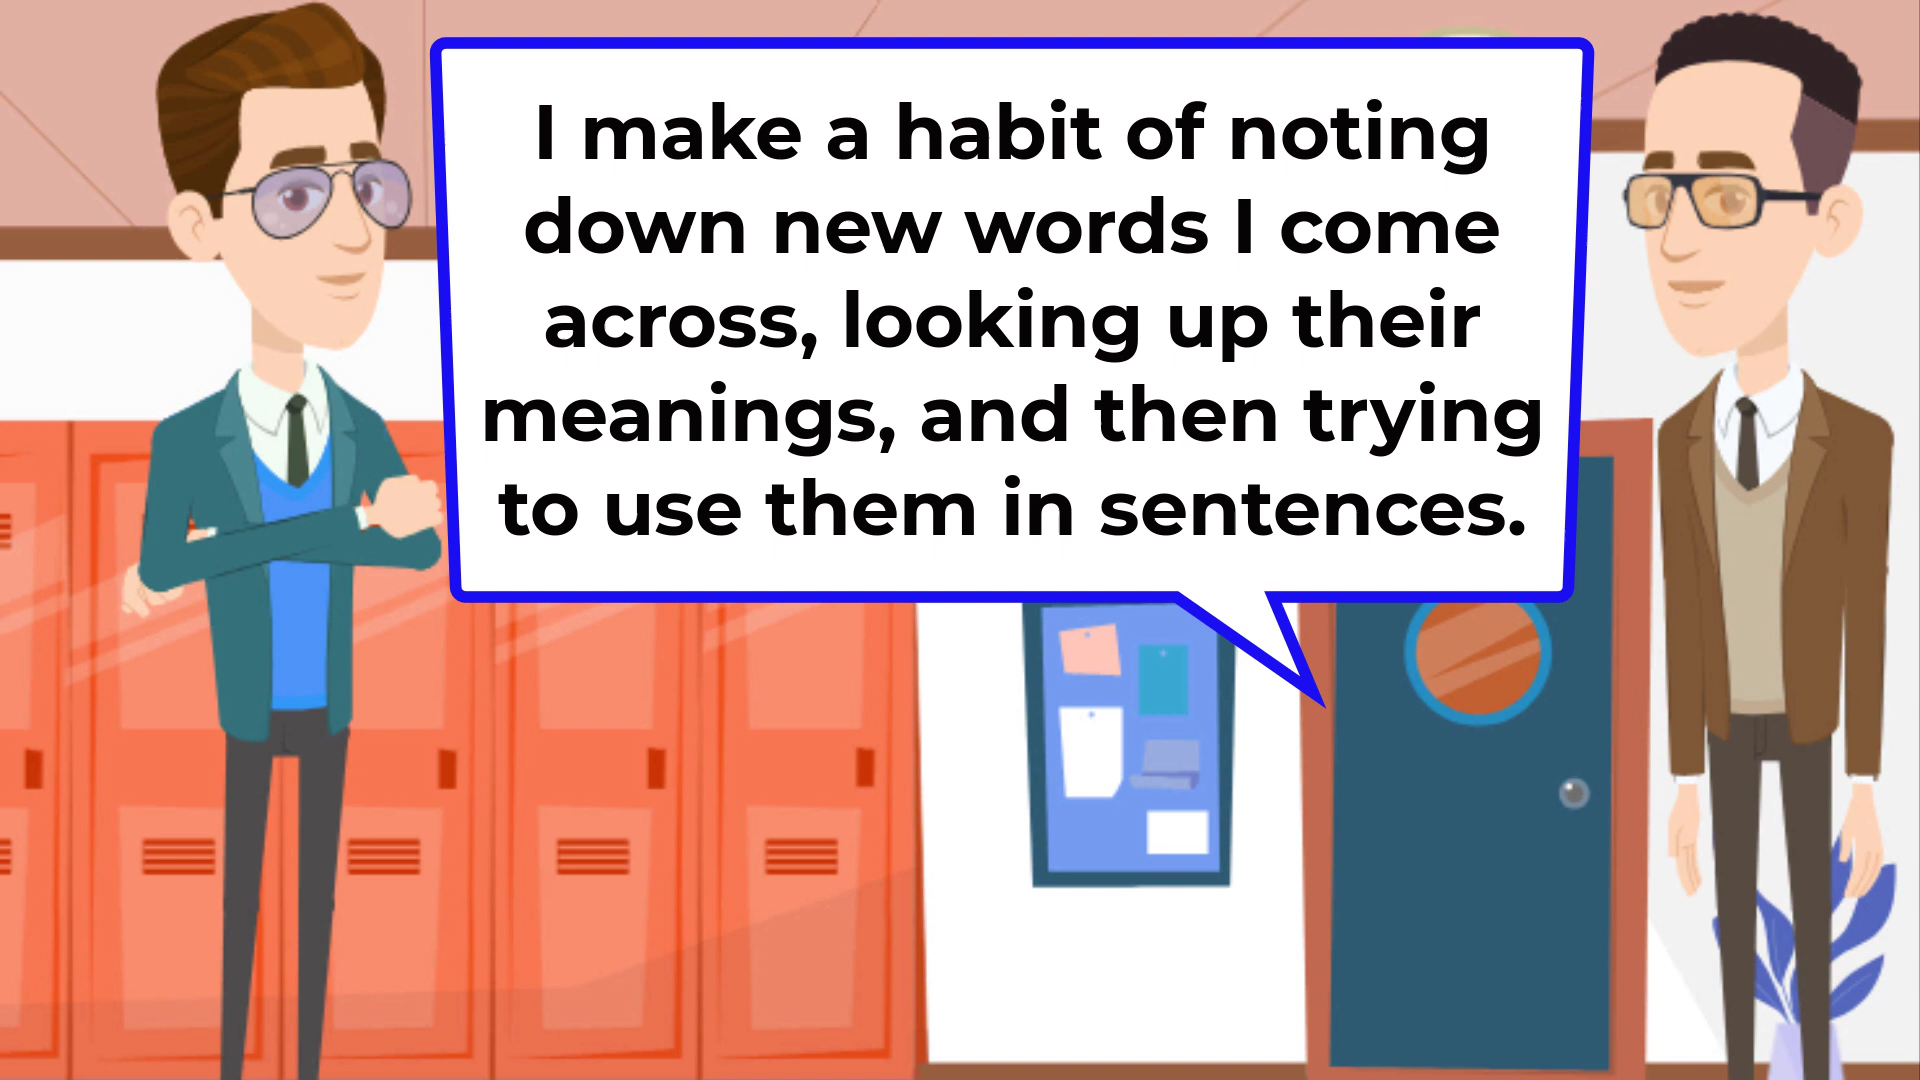 I make a habit of noting
down new words I come
across, looking up their
meanings, and then trying
to use them in sentences.